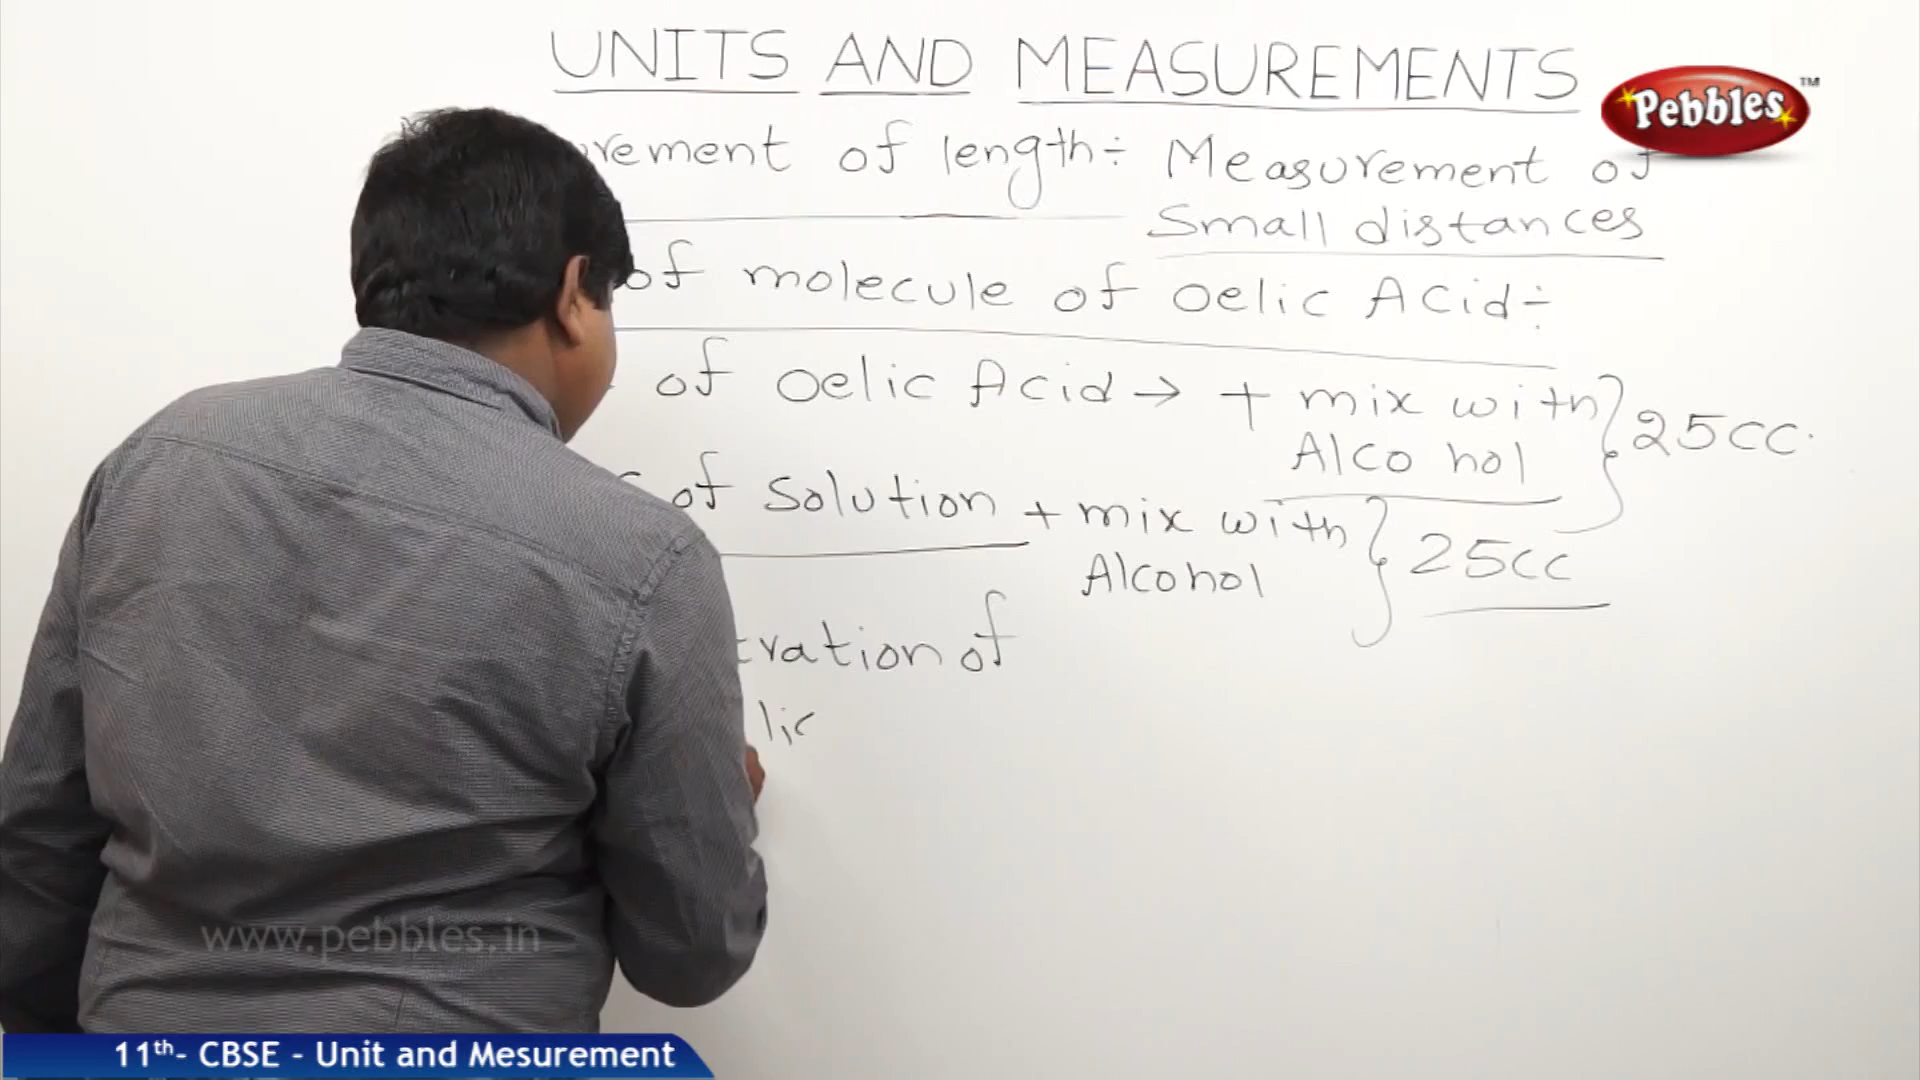 UNITS AND MEASUREMENTS
Pebbles TM
of length÷ Measurement of
Small distances
of molecule of Oelic Acid÷
of Oelic Acid → + mix with
Alcohol } 25cc.
of Solution + mix with
Alcohol } 25cc
of
lic
www.pebbles.in
11th- CBSE - Unit and Mesurement